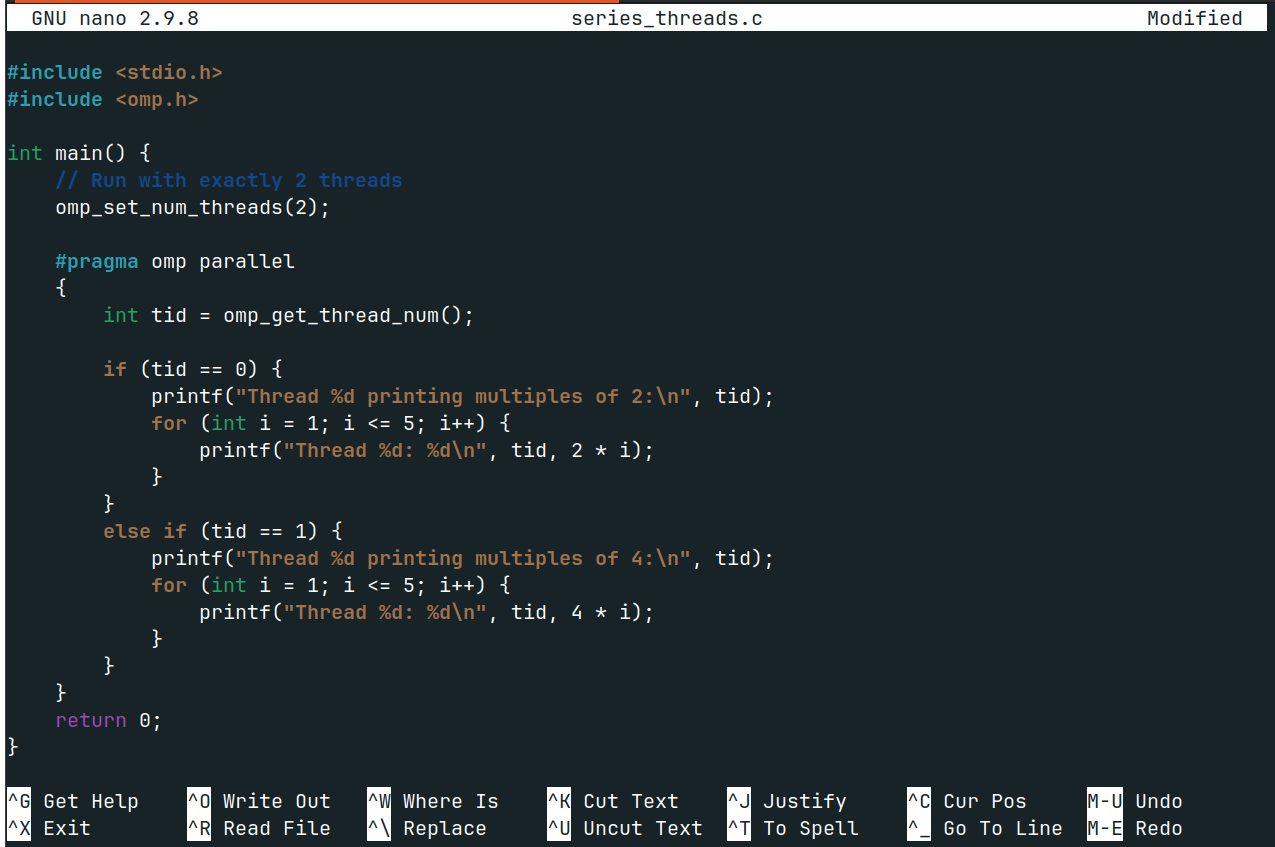 GNU nano 2.9.8 series_threads.c Modified
#include <stdio.h>
#include <omp.h>
int main() {
    // Run with exactly 2 threads
    omp_set_num_threads(2);
    #pragma omp parallel
    {
        int tid = omp_get_thread_num();
        if (tid == 0) {
            printf("Thread %d printing multiples of 2:\n", tid);
            for (int i = 1; i <= 5; i++) {
                printf("Thread %d: %d\n", tid, 2 * i);
            }
        }
        else if (tid == 1) {
            printf("Thread %d printing multiples of 4:\n", tid);
            for (int i = 1; i <= 5; i++) {
                printf("Thread %d: %d\n", tid, 4 * i);
            }
        }
    }
    return 0;
}
^G Get Help ^O Write Out ^W Where Is ^K Cut Text ^J Justify ^C Cur Pos M-U Undo
^X Exit ^R Read File ^\ Replace ^U Uncut Text ^T To Spell ^_ Go To Line M-E Redo